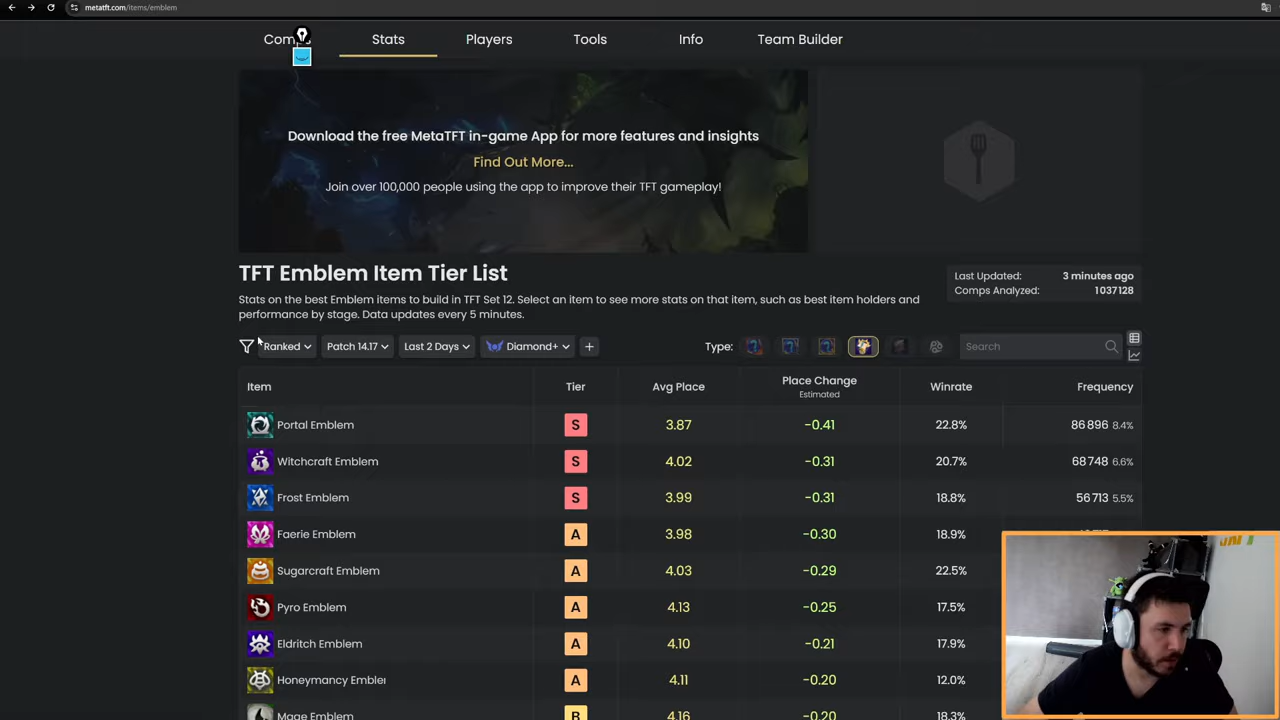 metatft.com/items/emblem
Stats
Players
Tools
Info
Team Builder
Download the free MetaTFT in-game App for more features and insights
Find Out More...
Join over 100,000 people using the app to improve their TFT gameplay!
TFT Emblem Item Tier List
Last Updated: 3 minutes ago
Comps Analyzed: 1037128
Stats on the best Emblem items to build in TFT Set 12. Select an item to see more stats on that item, such as best item holders and
performance by stage. Data updates every 5 minutes.
Ranked Patch 14.17 Last 2 Days Diamond+ + Type: Search
Item Tier Avg Place Place Change Winrate Frequency
Estimated
Portal Emblem S 3.87 -0.41 22.8% 86 896 8.4%
Witchcraft Emblem S 4.02 -0.31 20.7% 68 748 6.6%
Frost Emblem S 3.99 -0.31 18.8% 56 713 5.5%
Faerie Emblem A 3.98 -0.30 18.9%
Sugarcraft Emblem A 4.03 -0.29 22.5%
Pyro Emblem A 4.13 -0.25 17.5%
Eldritch Emblem A 4.10 -0.21 17.9%
Honeymancy Emblem A 4.11 -0.20 12.0%
Mage Emblem B 4.16 -0.20 18.3%